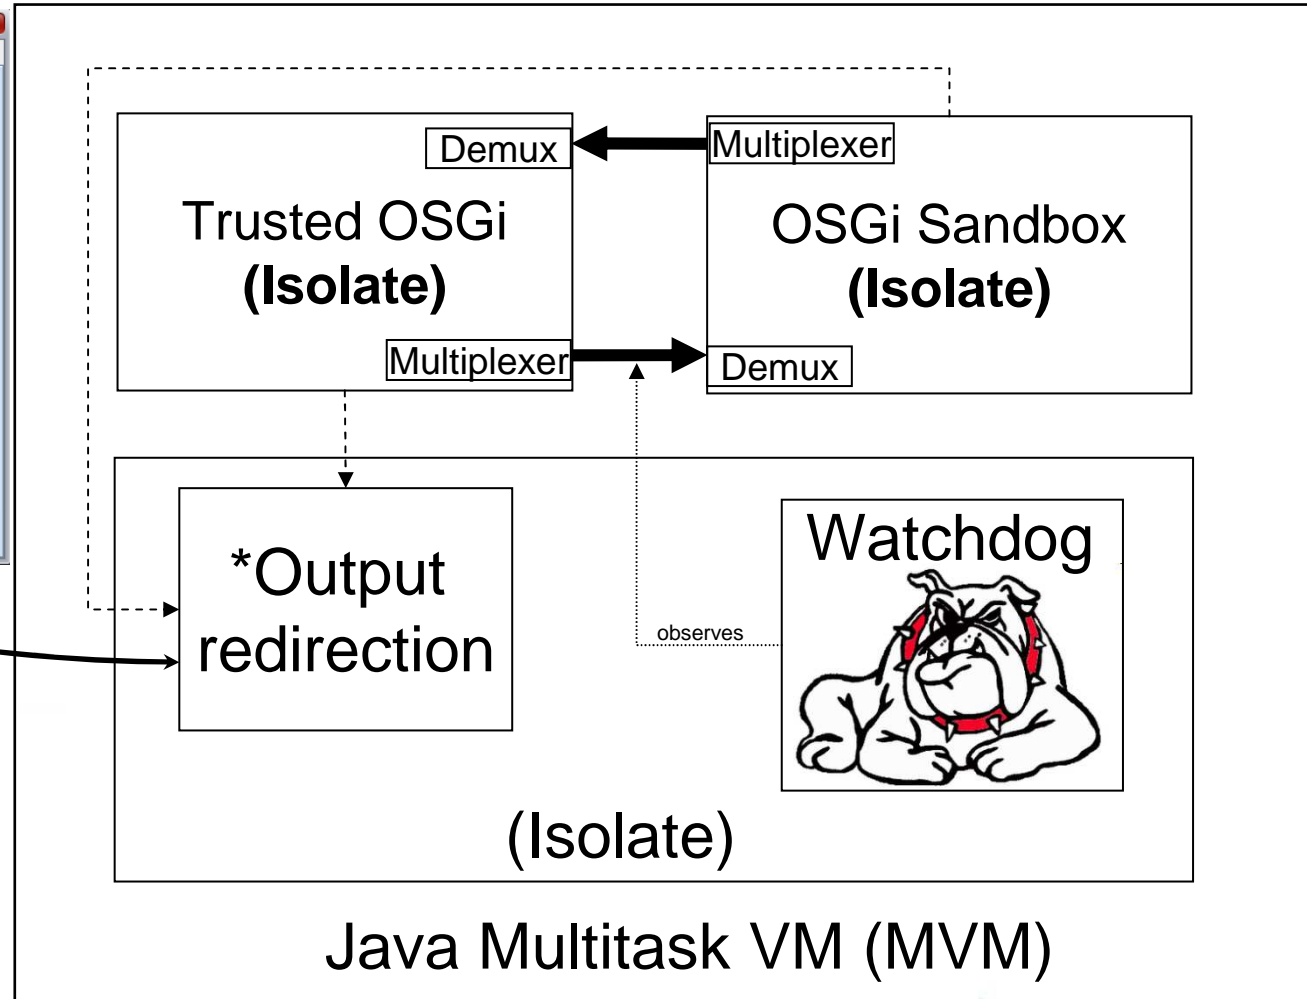 Demux
Multiplexer
Trusted OSGi
(Isolate)
OSGi Sandbox
(Isolate)
Multiplexer
Demux
*Output
redirection
observes
Watchdog
(Isolate)
Java Multitask VM (MVM)